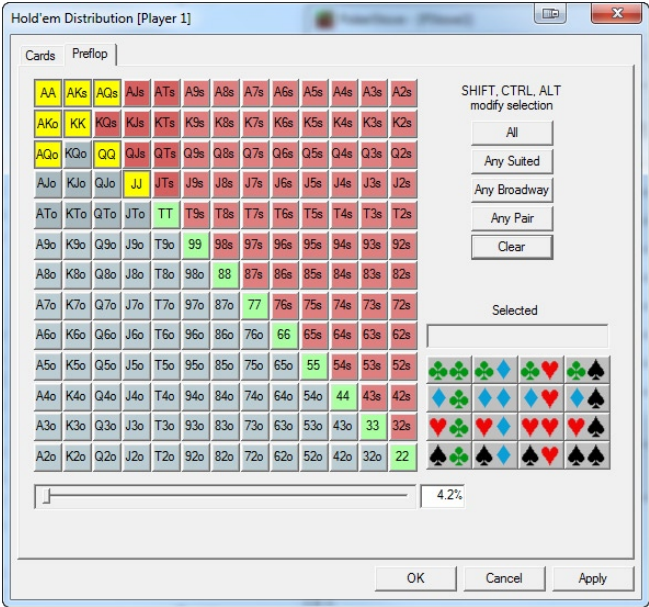 Hold'em Distribution [Player 1]
Cards Preflop
AA AKs AQs AJs ATs A9s A8s A7s A6s A5s A4s A3s A2s
AKo KK KQs KJs KTs K9s K8s K7s K6s K5s K4s K3s K2s
AQo KQo QQ QJs QTs Q9s Q8s Q7s Q6s Q5s Q4s Q3s Q2s
AJo KJo QJo JJ JTs J9s J8s J7s J6s J5s J4s J3s J2s
ATo KTo QTo JTo TT T9s T8s T7s T6s T5s T4s T3s T2s
A9o K9o Q9o J9o T9o 99 98s 97s 96s 95s 94s 93s 92s
A8o K8o Q8o J8o T8o 98o 88 87s 86s 85s 84s 83s 82s
A7o K7o Q7o J7o T7o 97o 87o 77 76s 75s 74s 73s 72s
A6o K6o Q6o J6o T6o 96o 86o 76o 66 65s 64s 63s 62s
A5o K5o Q5o J5o T5o 95o 85o 75o 65o 55 54s 53s 52s
A4o K4o Q4o J4o T4o 94o 84o 74o 64o 54o 44 43s 42s
A3o K3o Q3o J3o T3o 93o 83o 73o 63o 53o 43o 33 32s
A2o K2o Q2o J2o T2o 92o 82o 72o 62o 52o 42o 32o 22
SHIFT, CTRL, ALT
modify selection
All
Any Suited
Any Broadway
Any Pair
Clear
Selected
4.2%
OK Cancel Apply